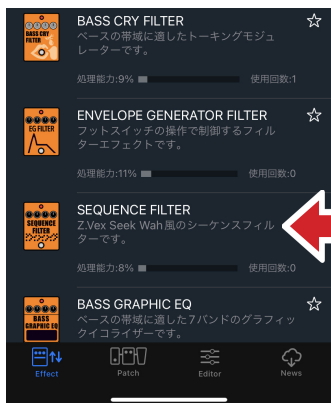 BASS CRY FILTER
ベースの帯域に適したトーキングモジュ
レーターです。
処理能力:9% 使用回数:1
BASS CRY
FILTER
ENVELOPE GENERATOR FILTER
フットスイッチの操作で制御するフィル
ターエフェクトです。
処理能力:11% 使用回数:0
EG FILTER
SEQUENCE FILTER
Z.Vex Seek Wah風のシーケンスフィル
ターです。
処理能力:8% 使用回数:0
SEQUENCE
FILTER
BASS GRAPHIC EQ
ベースの帯域に適した7バンドのグラフィッ
クイコライザーです。
BASS
GRAPHIC EQ
Effect Patch Editor News